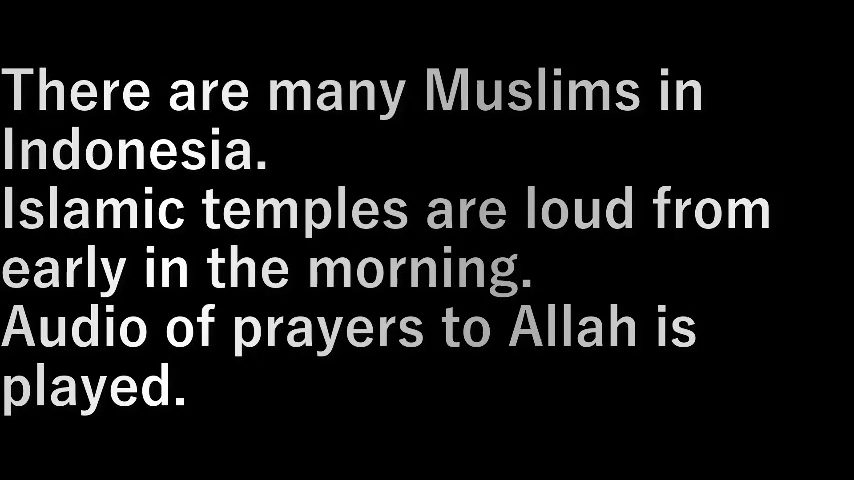 There are many Muslims in
Indonesia.
Islamic temples are loud from
early in the morning.
Audio of prayers to Allah is
played.